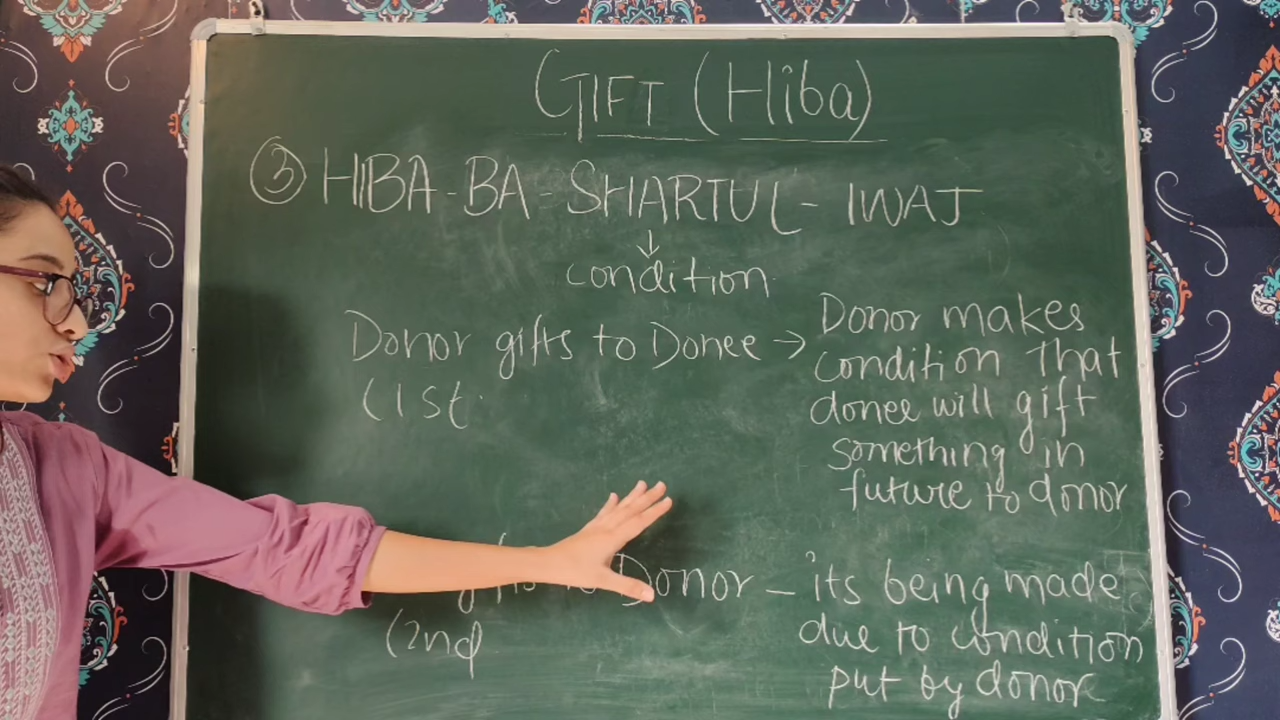 GIFT (Hiba)
③ HIBA-BA-SHARTUL-IWAJ
↓
condition
Donor gifts to Donee → Donor makes
condition That
(1st
donee will gift
something in
future to donor
Donor – its being made
(2nd
due to condition
put by donor